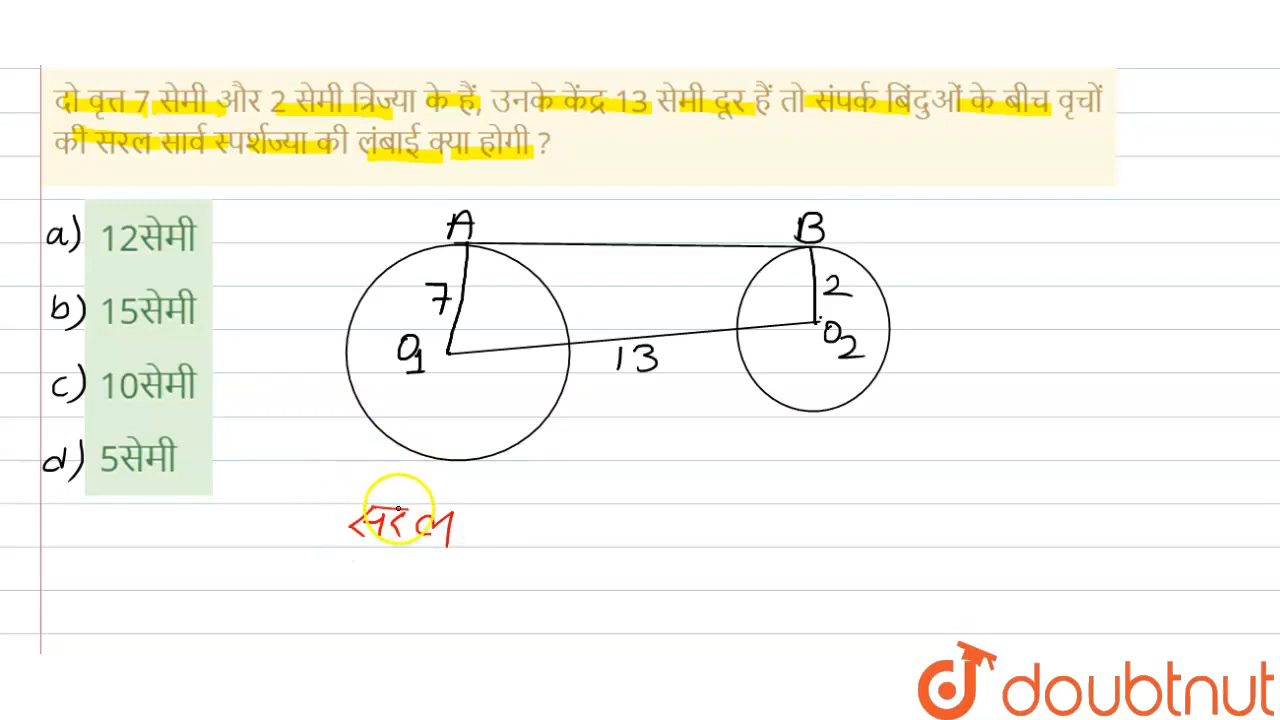 दो वृत्त 7 सेमी और 2 सेमी त्रिज्या के हैं, उनके केंद्र 13 सेमी दूर हैं तो संपर्क बिंदुओं के बीच वृचों
की सरल सार्व स्पर्शज्या की लंबाई क्या होगी ?
a) 12सेमी
b) 15सेमी
c) 10सेमी
d) 5सेमी
A
B
7
2
O1
O2
13
सरल
doubtnut